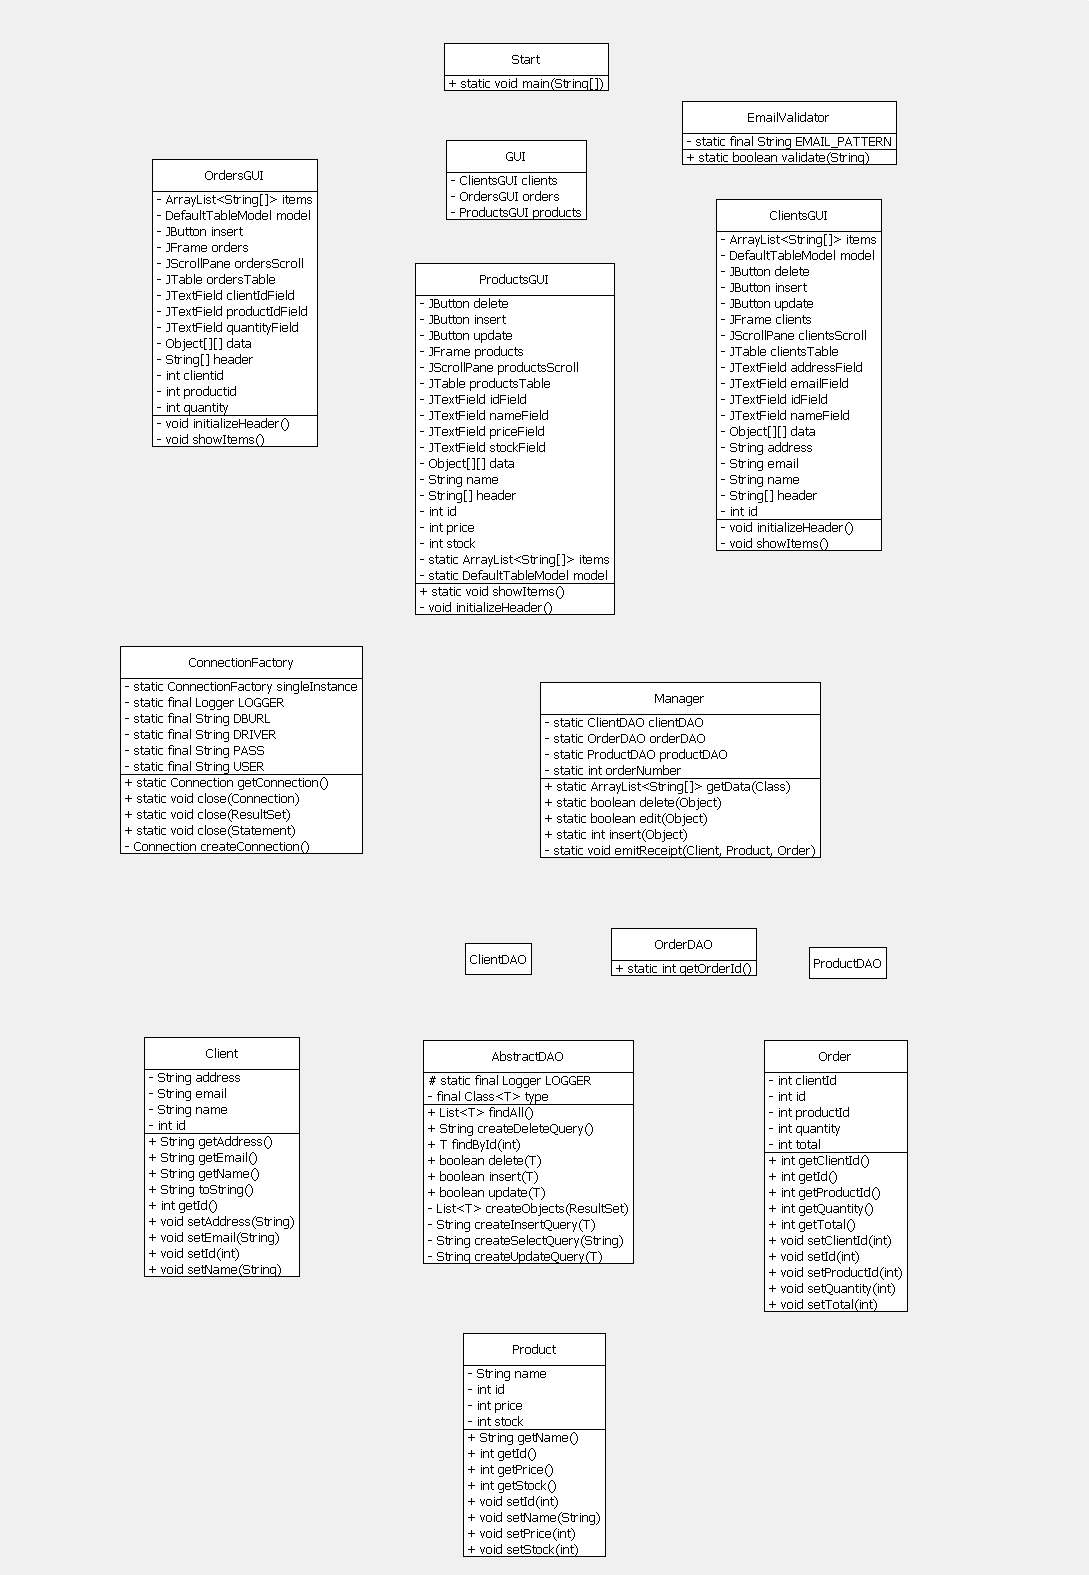 Start
+ static void main(String[])
EmailValidator
- static final String EMAIL_PATTERN
+ static boolean validate(String)
GUI
- ClientsGUI clients
- OrdersGUI orders
- ProductsGUI products
OrdersGUI
- ArrayList<String[]> items
- DefaultTableModel model
- JButton insert
- JFrame orders
- JScrollPane ordersScroll
- JTable ordersTable
- JTextField clientIdField
- JTextField productIdField
- JTextField quantityField
- Object[][] data
- String[] header
- int clientid
- int productid
- int quantity
- void initializeHeader()
- void showItems()
ClientsGUI
- ArrayList<String[]> items
- DefaultTableModel model
- JButton delete
- JButton insert
- JButton update
- JFrame clients
- JScrollPane clientsScroll
- JTable clientsTable
- JTextField addressField
- JTextField emailField
- JTextField idField
- JTextField nameField
- Object[][] data
- String address
- String email
- String name
- String[] header
- int id
- void initializeHeader()
- void showItems()
ProductsGUI
- JButton delete
- JButton insert
- JButton update
- JFrame products
- JScrollPane productsScroll
- JTable productsTable
- JTextField idField
- JTextField nameField
- JTextField priceField
- JTextField stockField
- Object[][] data
- String name
- String[] header
- int id
- int price
- int stock
- static ArrayList<String[]> items
- static DefaultTableModel model
+ static void showItems()
- void initializeHeader()
ConnectionFactory
- static ConnectionFactory singleInstance
- static final Logger LOGGER
- static final String DBURL
- static final String DRIVER
- static final String PASS
- static final String USER
+ static Connection getConnection()
+ static void close(Connection)
+ static void close(ResultSet)
+ static void close(Statement)
- Connection createConnection()
Manager
- static ClientDAO clientDAO
- static OrderDAO orderDAO
- static ProductDAO productDAO
- static int orderNumber
+ static ArrayList<String[]> getData(Class)
+ static boolean delete(Object)
+ static boolean edit(Object)
+ static int insert(Object)
- static void emitReceipt(Client, Product, Order)
ClientDAO
OrderDAO
+ static int getOrderId()
ProductDAO
Client
- String address
- String email
- String name
- int id
+ String getAddress()
+ String getEmail()
+ String getName()
+ String toString()
+ int getId()
+ void setAddress(String)
+ void setEmail(String)
+ void setId(int)
+ void setName(String)
AbstractDAO
# static final Logger LOGGER
- final Class<T> type
+ List<T> findAll()
+ String createDeleteQuery()
+ T findById(int)
+ boolean delete(T)
+ boolean insert(T)
+ boolean update(T)
- List<T> createObjects(ResultSet)
- String createInsertQuery(T)
- String createSelectQuery(String)
- String createUpdateQuery(T)
Order
- int clientId
- int id
- int productId
- int quantity
- int total
+ int getClientId()
+ int getId()
+ int getProductId()
+ int getQuantity()
+ int getTotal()
+ void setClientId(int)
+ void setId(int)
+ void setProductId(int)
+ void setQuantity(int)
+ void setTotal(int)
Product
- String name
- int id
- int price
- int stock
+ String getName()
+ int getId()
+ int getPrice()
+ int getStock()
+ void setId(int)
+ void setName(String)
+ void setPrice(int)
+ void setStock(int)